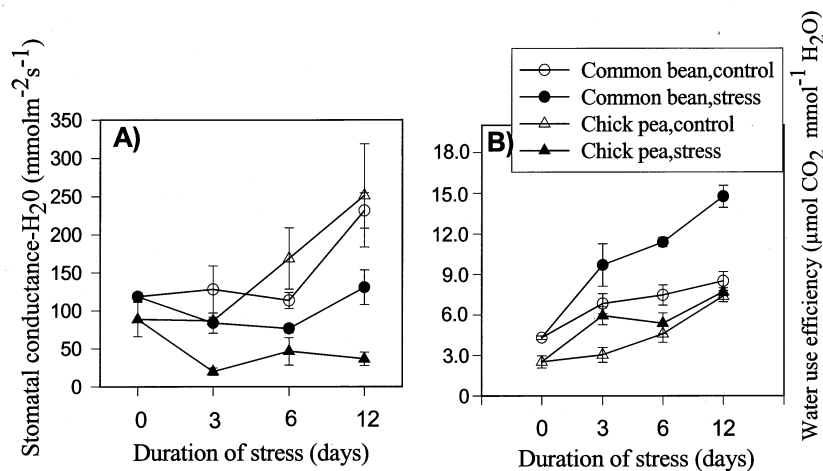 Common bean,control
Common bean,stress
Chick pea,control
Chick pea,stress
Stomatal conductance-H₂0 (mmolm⁻²s⁻¹)
A)
350
300
250
200
150
100
50
0
0 3 6 12
Duration of stress (days)
B)
18.0
15.0
12.0
9.0
6.0
3.0
0.0
0 3 6 12
Duration of stress (days)
Water use efficiency (µmol CO₂ mmol⁻¹ H₂O)